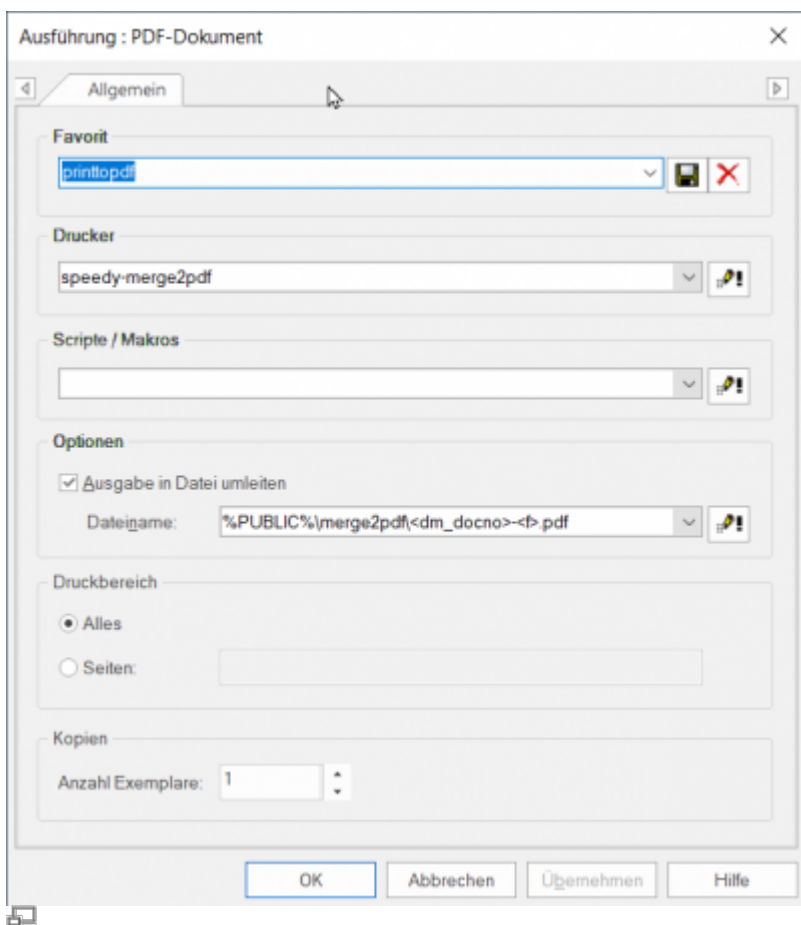 Ausführung : PDF-Dokument
Allgemein
Favorit
printtopdf
Drucker
speedy-merge2pdf
Scripte / Makros
Optionen
Ausgabe in Datei umleiten
Dateiname: %PUBLIC%\merge2pdf\<dm_docno>-<f>.pdf
Druckbereich
Alles
Seiten:
Kopien
Anzahl Exemplare: 1
OK Abbrechen Übernehmen Hilfe